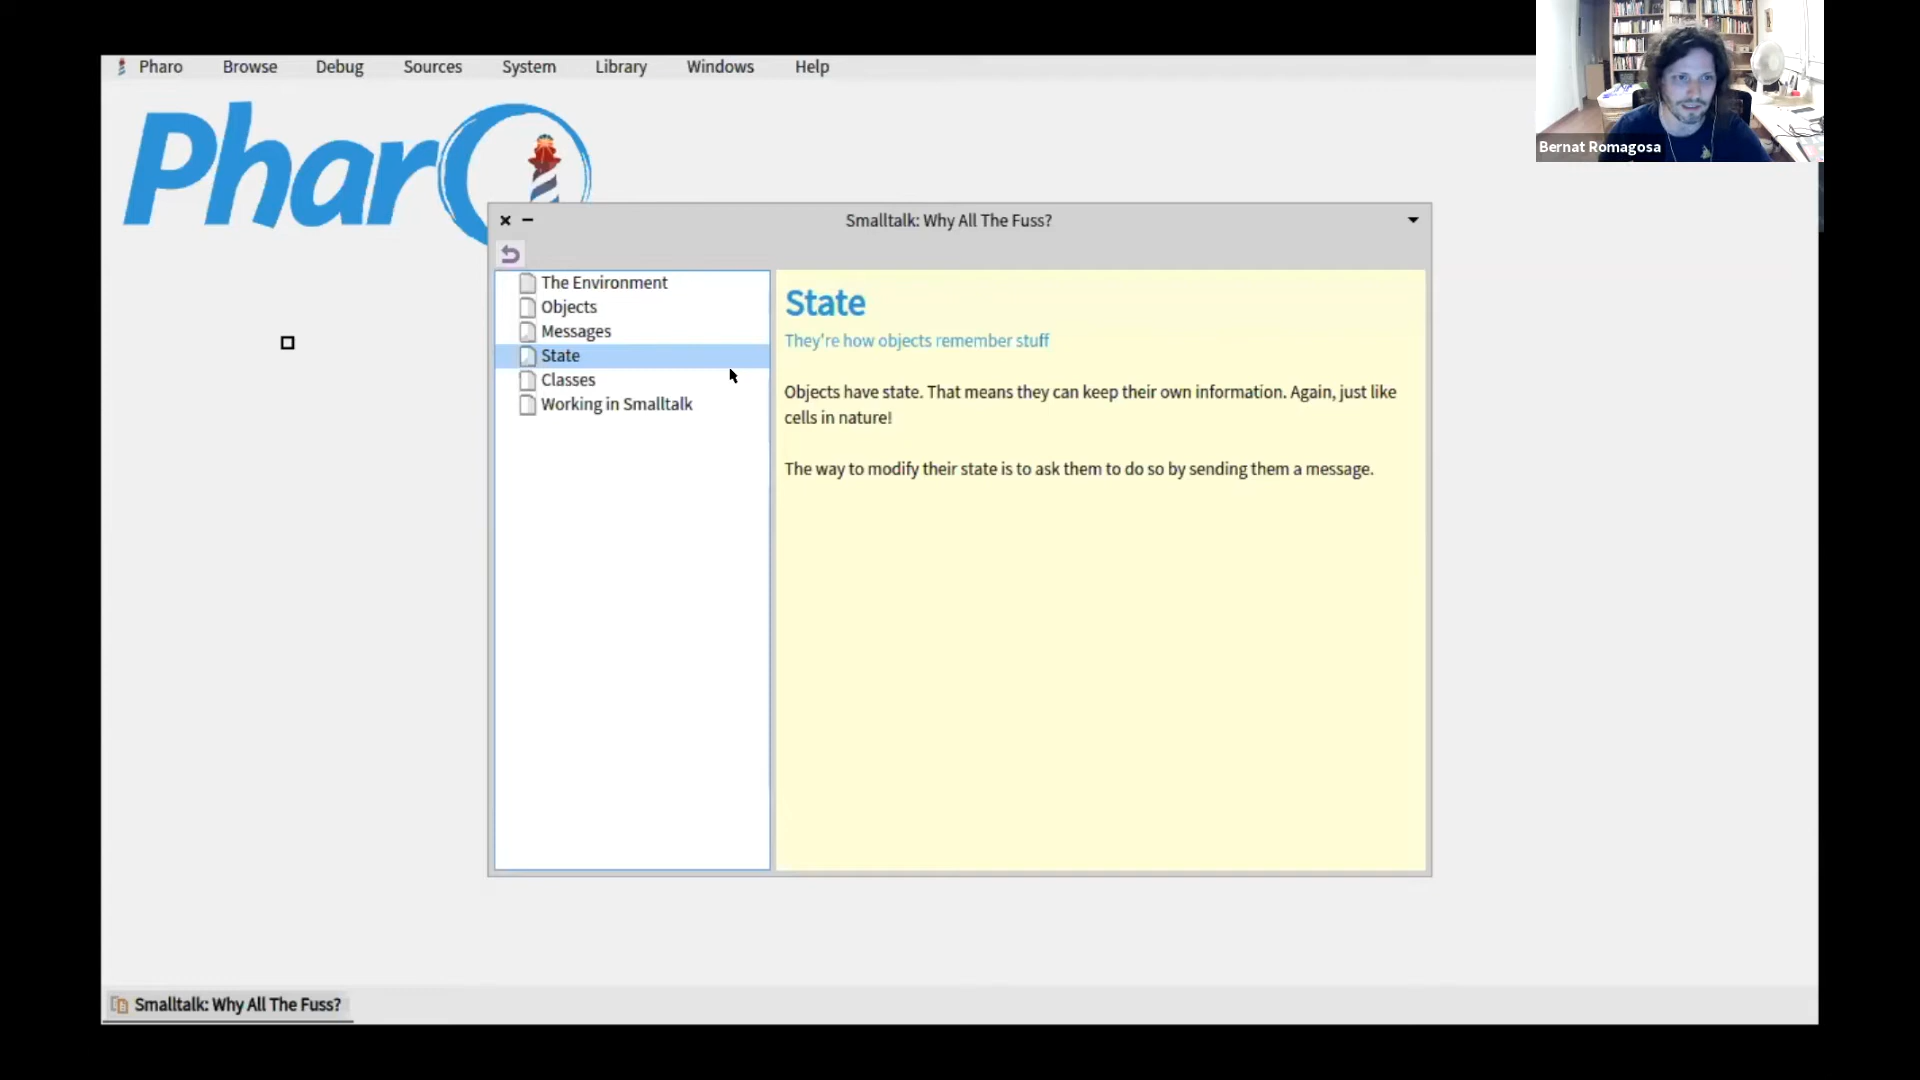 Pharo Browse Debug Sources System Library Windows Help
Pharo
Bernat Romagosa
Smalltalk: Why All The Fuss?
The Environment
Objects
Messages
State
Classes
Working in Smalltalk
State
They're how objects remember stuff
Objects have state. That means they can keep their own information. Again, just like
cells in nature!
The way to modify their state is to ask them to do so by sending them a message.
Smalltalk: Why All The Fuss?